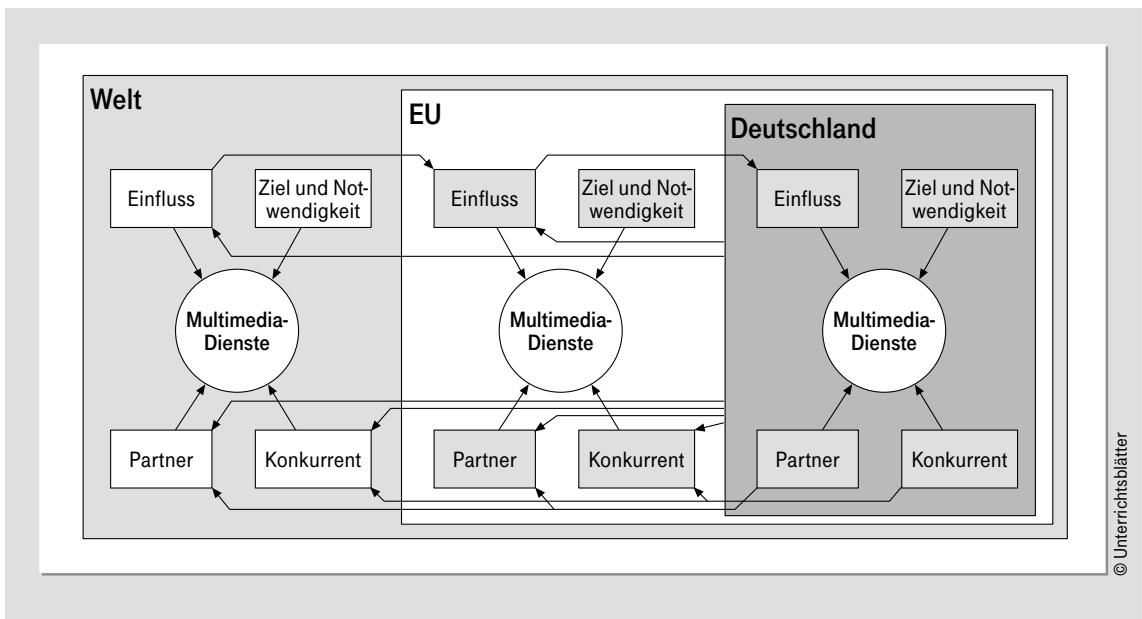 Welt
EU
Deutschland
Einfluss
Ziel und Not-
wendigkeit
Einfluss
Ziel und Not-
wendigkeit
Einfluss
Ziel und Not-
wendigkeit
Multimedia-
Dienste
Multimedia-
Dienste
Multimedia-
Dienste
Partner
Konkurrent
Partner
Konkurrent
Partner
Konkurrent
© Unterrichtsblätter